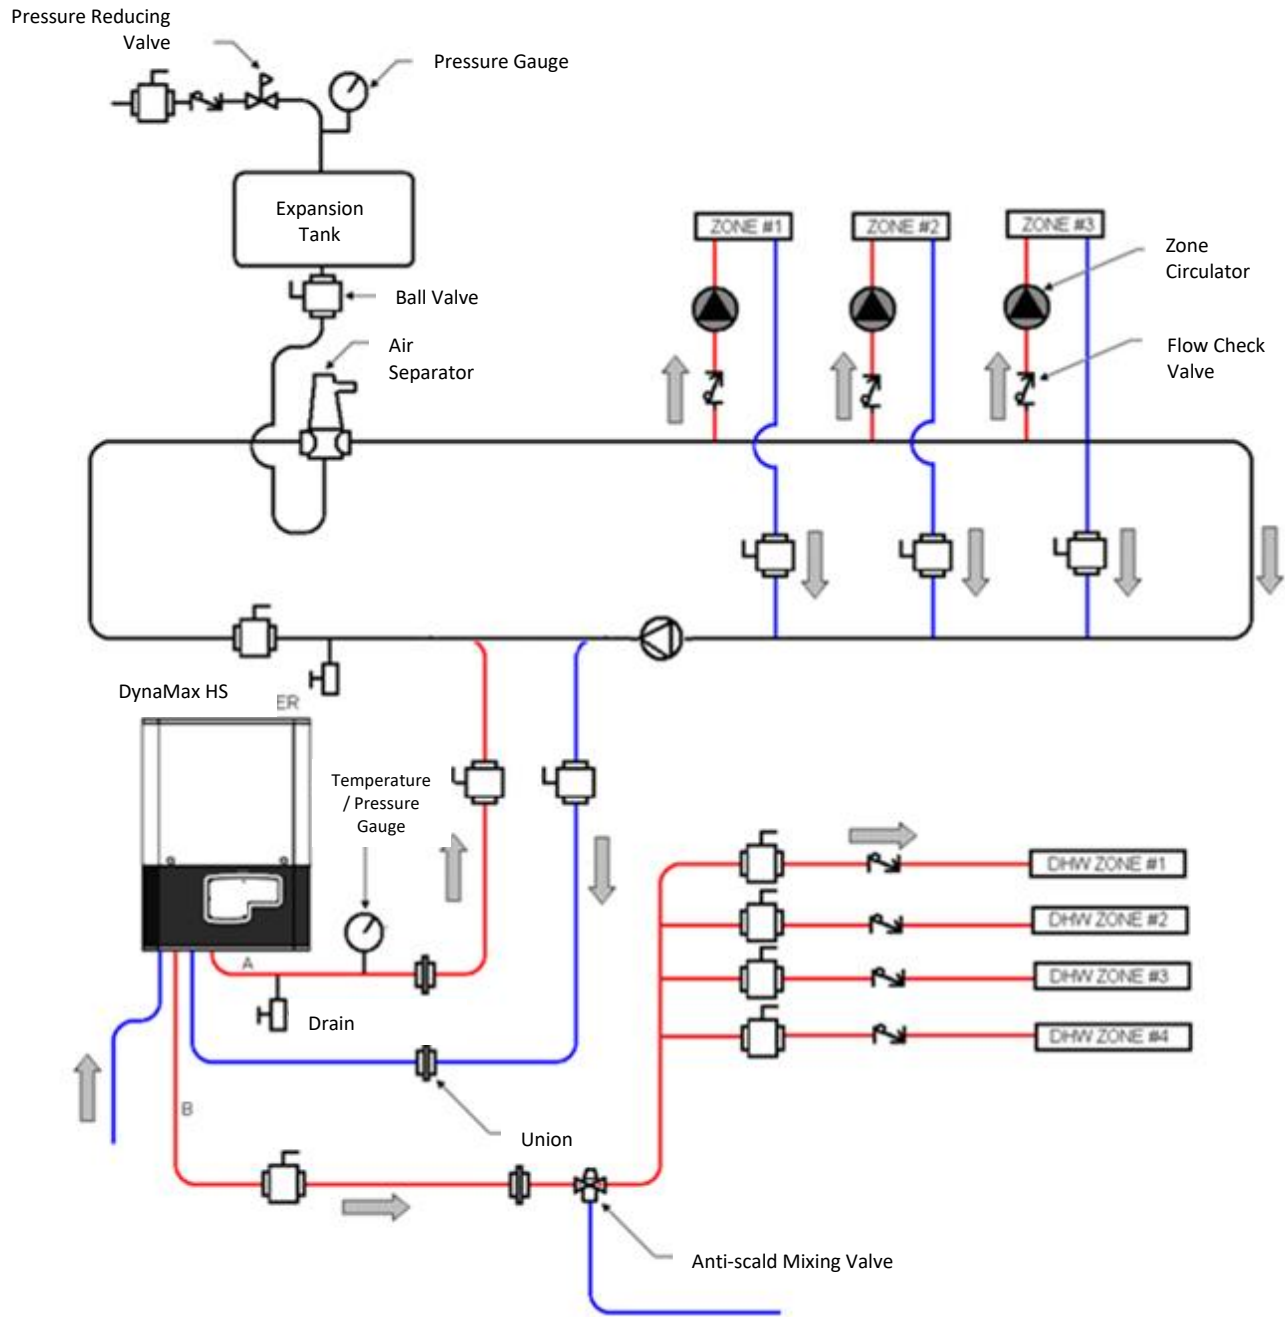 Pressure Reducing
Valve
Pressure Gauge
Expansion
Tank
ZONE #1
ZONE #2
ZONE #3
Zone
Circulator
Ball Valve
Air
Separator
Flow Check
Valve
DynaMax HS
ER
Temperature
/ Pressure
Gauge
A
Drain
DHW ZONE #1
DHW ZONE #2
DHW ZONE #3
DHW ZONE #4
B
Union
Anti-scald Mixing Valve